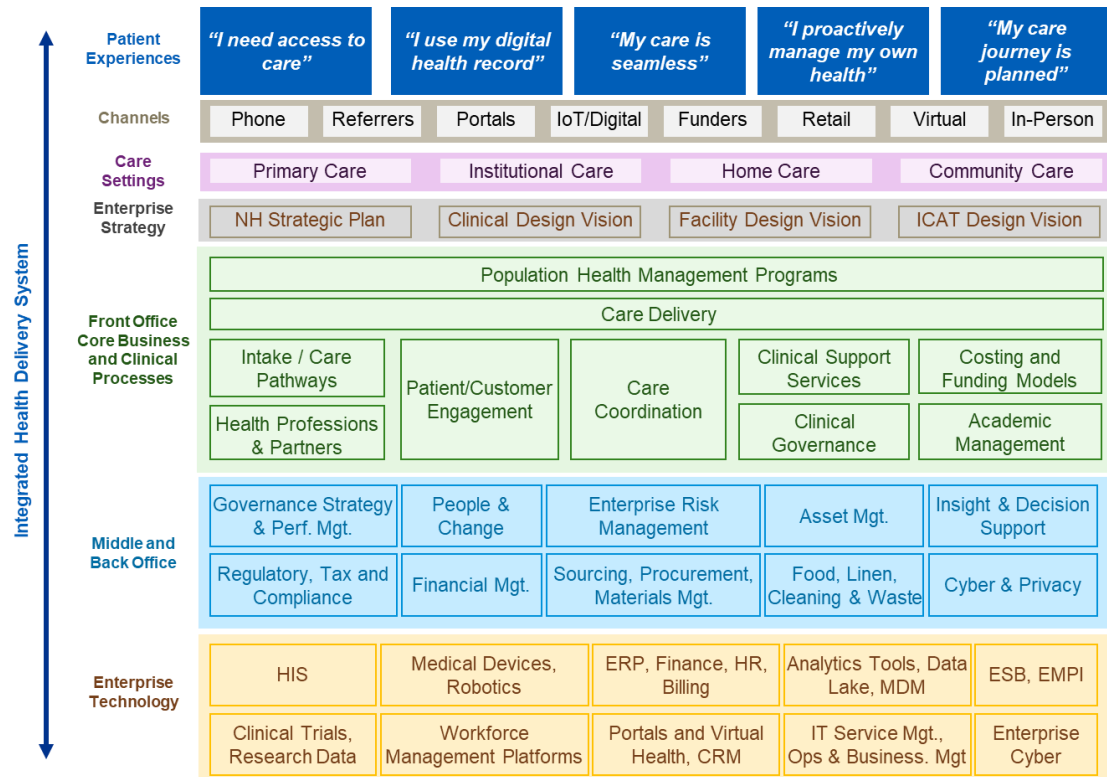 Patient
Experiences
“I need access to
care”
“I use my digital
health record”
“My care is
seamless”
“I proactively
manage my own
health”
“My care
journey is
planned”
Channels
Phone
Referrers
Portals
IoT/Digital
Funders
Retail
Virtual
In-Person
Care
Settings
Primary Care
Institutional Care
Home Care
Community Care
Enterprise
Strategy
NH Strategic Plan
Clinical Design Vision
Facility Design Vision
ICAT Design Vision
Integrated Health Delivery System
Front Office
Core Business
and Clinical
Processes
Population Health Management Programs
Care Delivery
Intake / Care
Pathways
Health Professions
& Partners
Patient/Customer
Engagement
Care
Coordination
Clinical Support
Services
Clinical
Governance
Costing and
Funding Models
Academic
Management
Middle and
Back Office
Governance Strategy
& Perf. Mgt.
People &
Change
Enterprise Risk
Management
Asset Mgt.
Insight & Decision
Support
Regulatory, Tax and
Compliance
Financial Mgt.
Sourcing, Procurement,
Materials Mgt.
Food, Linen,
Cleaning & Waste
Cyber & Privacy
Enterprise
Technology
HIS
Medical Devices,
Robotics
ERP, Finance, HR,
Billing
Analytics Tools, Data
Lake, MDM
ESB, EMPI
Clinical Trials,
Research Data
Workforce
Management Platforms
Portals and Virtual
Health, CRM
IT Service Mgt.,
Ops & Business. Mgt
Enterprise
Cyber